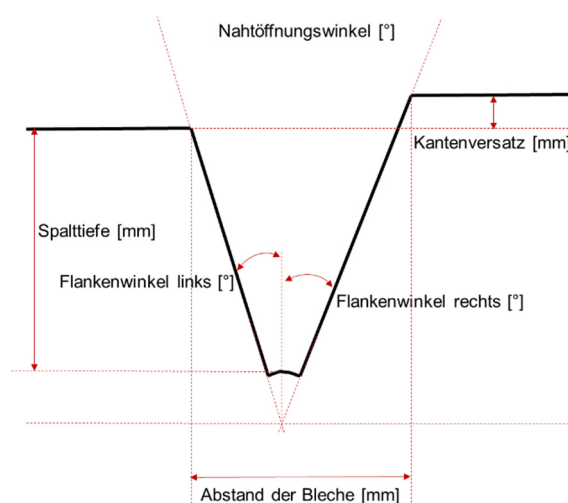 Nahtöffnungswinkel [°]
Kantenversatz [mm]
Spalttiefe [mm]
Flankenwinkel links [°]
Flankenwinkel rechts [°]
Abstand der Bleche [mm]